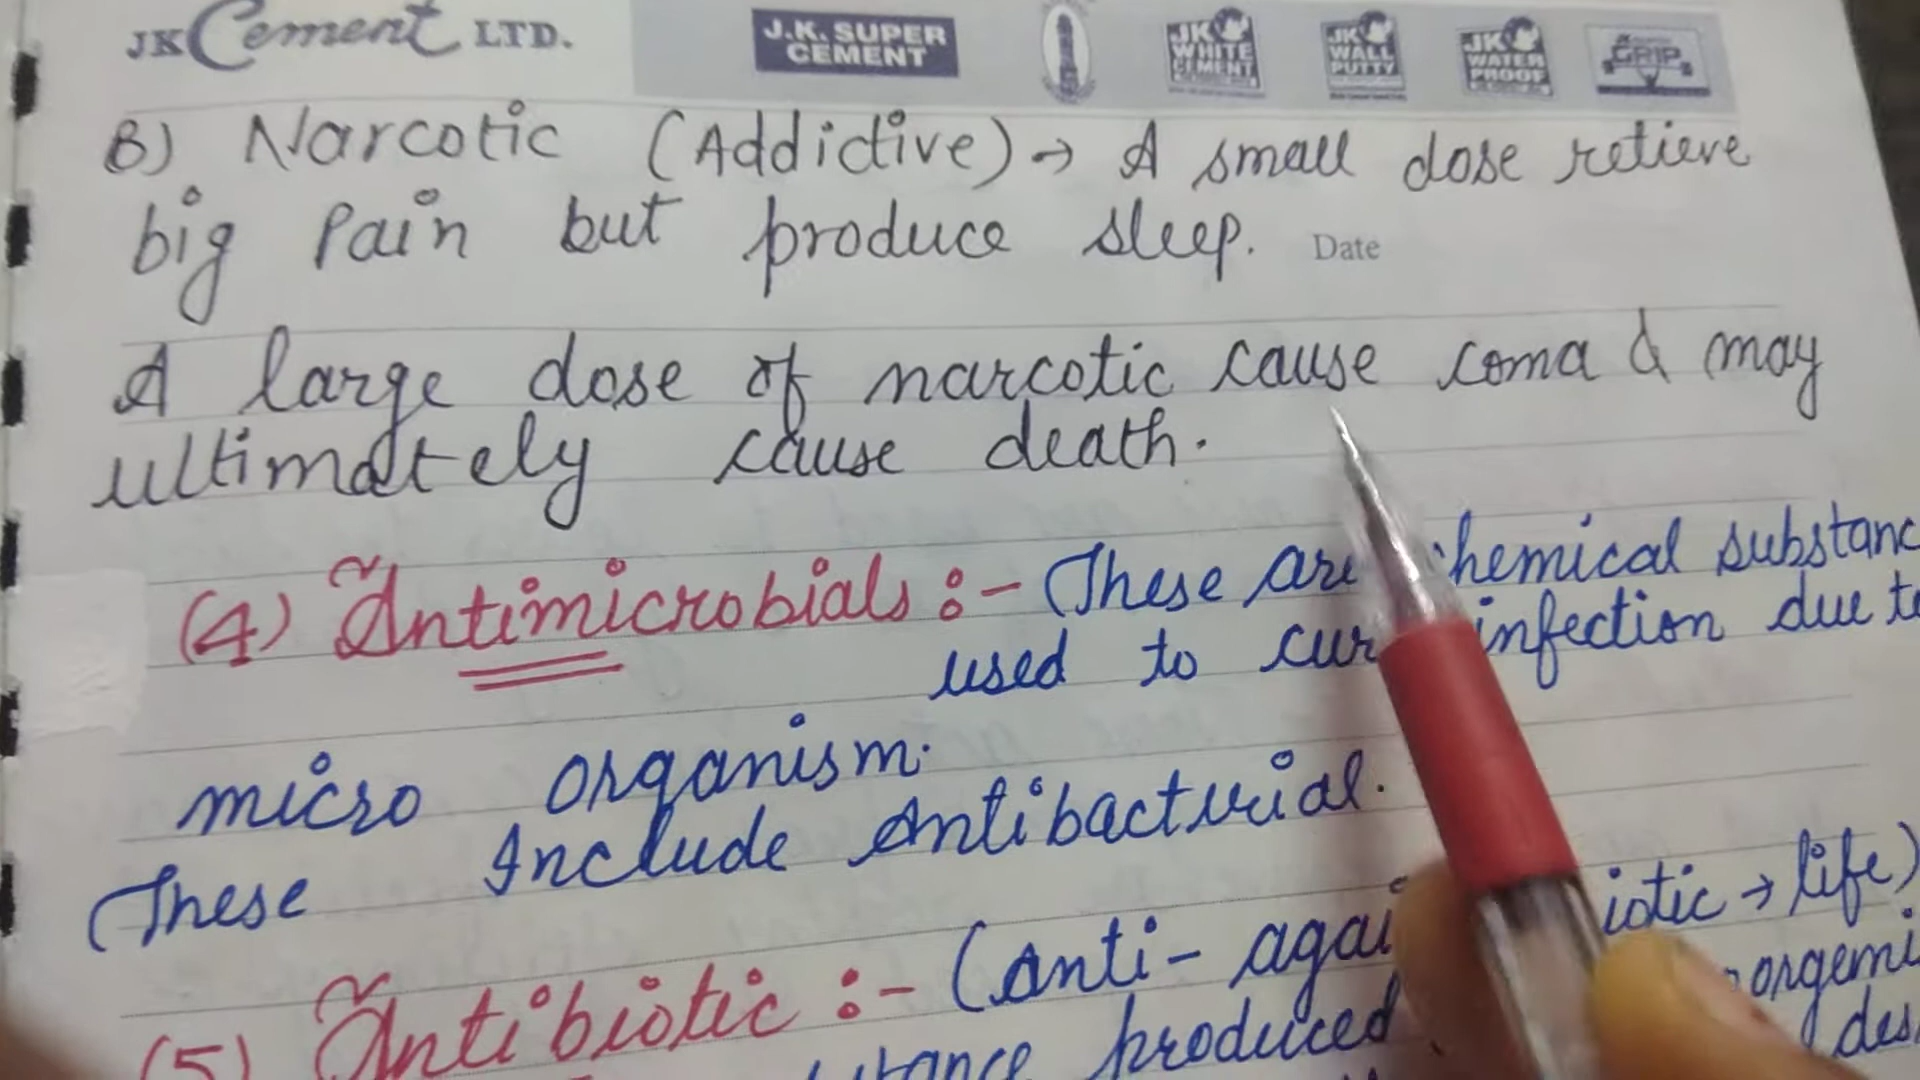 JK Cement LTD.
J.K. SUPER CEMENT
JK WHITE CEMENT
JK WALL PUTTY
JK WATER PROOF
GRIP
B) Narcotic (Addictive) → A small dose retieve
big Pain but produce sleep. Date
A large dose of narcotic cause coma & may
ultimately cause death.
(4) Antimicrobials :- These are chemical substanc
used to cur infection due to
micro organism.
These Include Antibacterial.
(5) Antibiotic :- (Anti- agai iotic → life)
produced orgemi
des